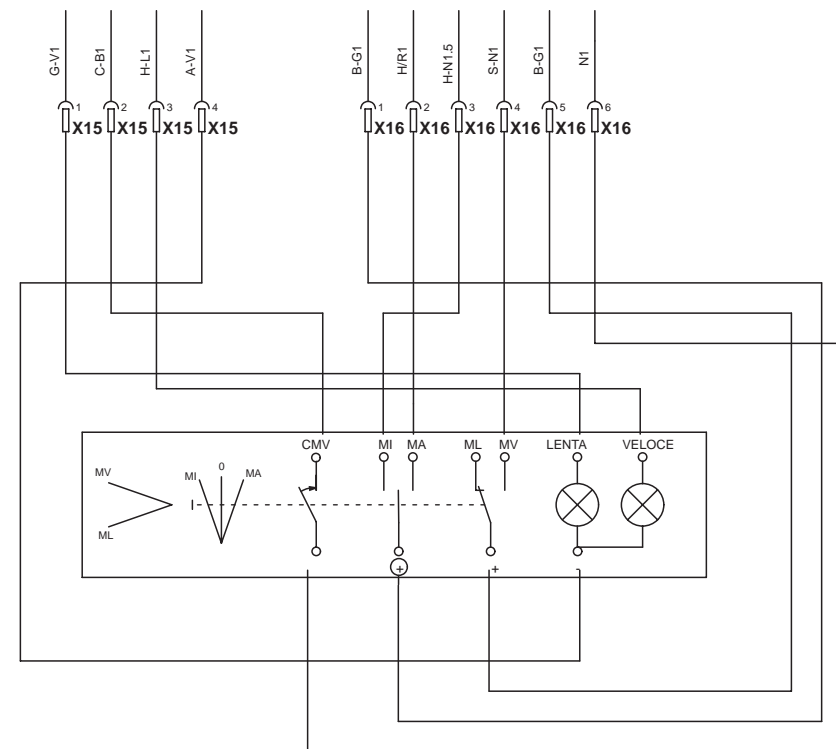 G-V1 C-B1 H-L1 A-V1 B-G1 H/R1 H-N1.5 S-N1 B-G1 N1
1 2 3 4 1 2 3 4 5 6
X15 X15 X15 X15 X16 X16 X16 X16 X16 X16
CMV MI MA ML MV LENTA VELOCE
MV MI 0 MA
ML
+ + -